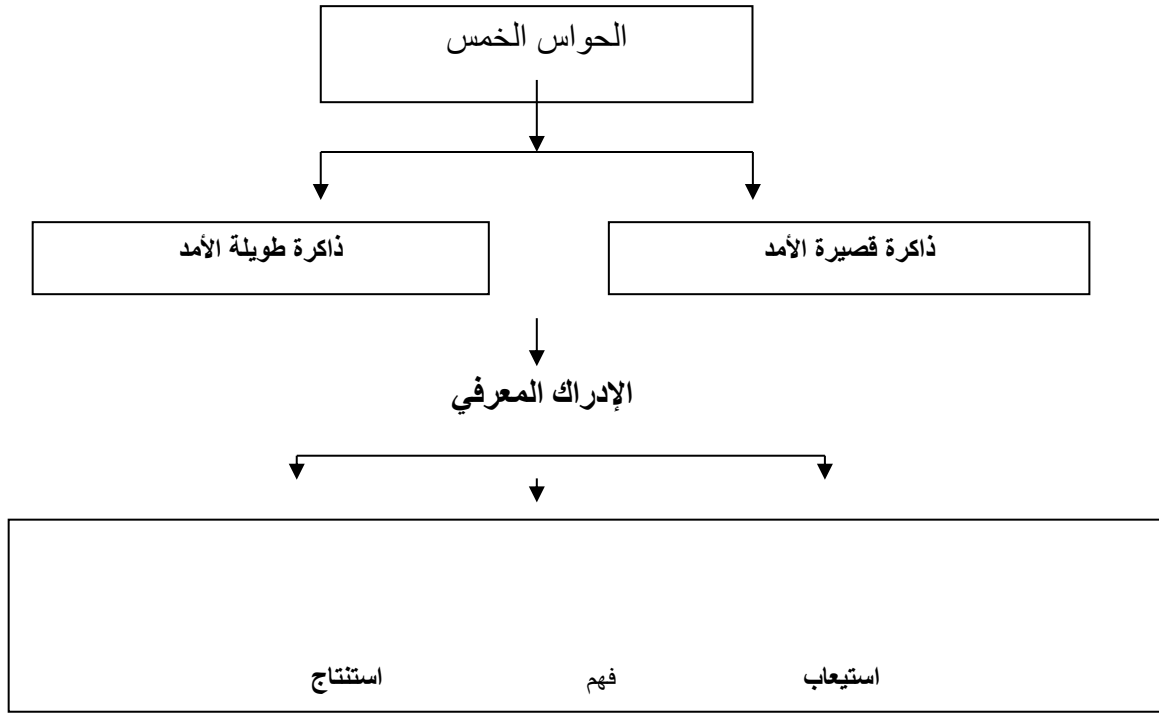 الحواس الخمس
ذاكرة قصيرة الأمد
ذاكرة طويلة الأمد
الإدراك المعرفي
استيعاب فهم استنتاج